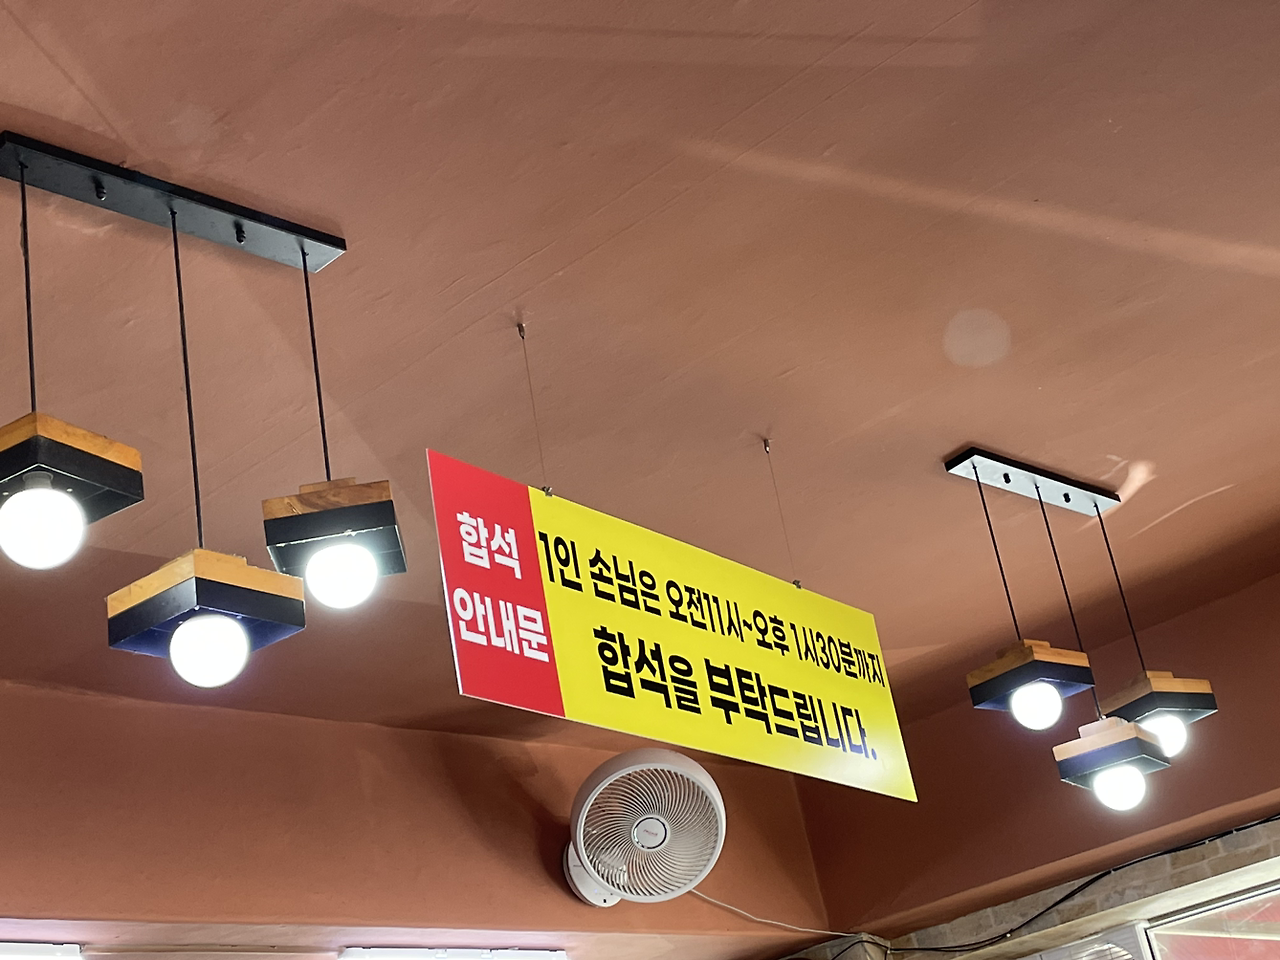 합석
안내문
1인 손님은 오전11시~오후 1시30분까지
합석을 부탁드립니다.